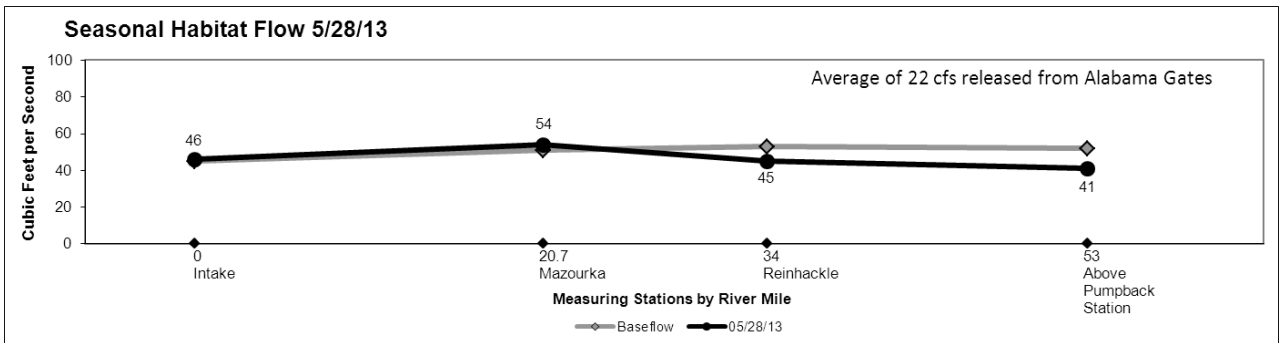 Seasonal Habitat Flow 5/28/13
Average of 22 cfs released from Alabama Gates
Cubic Feet per Second
100
80
60
40
20
0
46
54
45
41
0
Intake
20.7
Mazourka
34
Reinhackle
53
Above
Pumpback
Station
Measuring Stations by River Mile
Baseflow
05/28/13